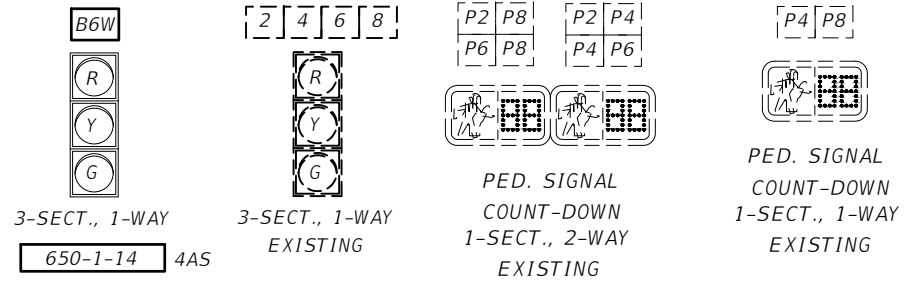 B6W
R
Y
G
3-SECT., 1-WAY
650-1-14 4AS
2 4 6 8
R
Y
G
3-SECT., 1-WAY
EXISTING
P2 P8
P6 P8
P2 P4
P4 P6
PED. SIGNAL
COUNT-DOWN
1-SECT., 2-WAY
EXISTING
P4 P8
PED. SIGNAL
COUNT-DOWN
1-SECT., 1-WAY
EXISTING